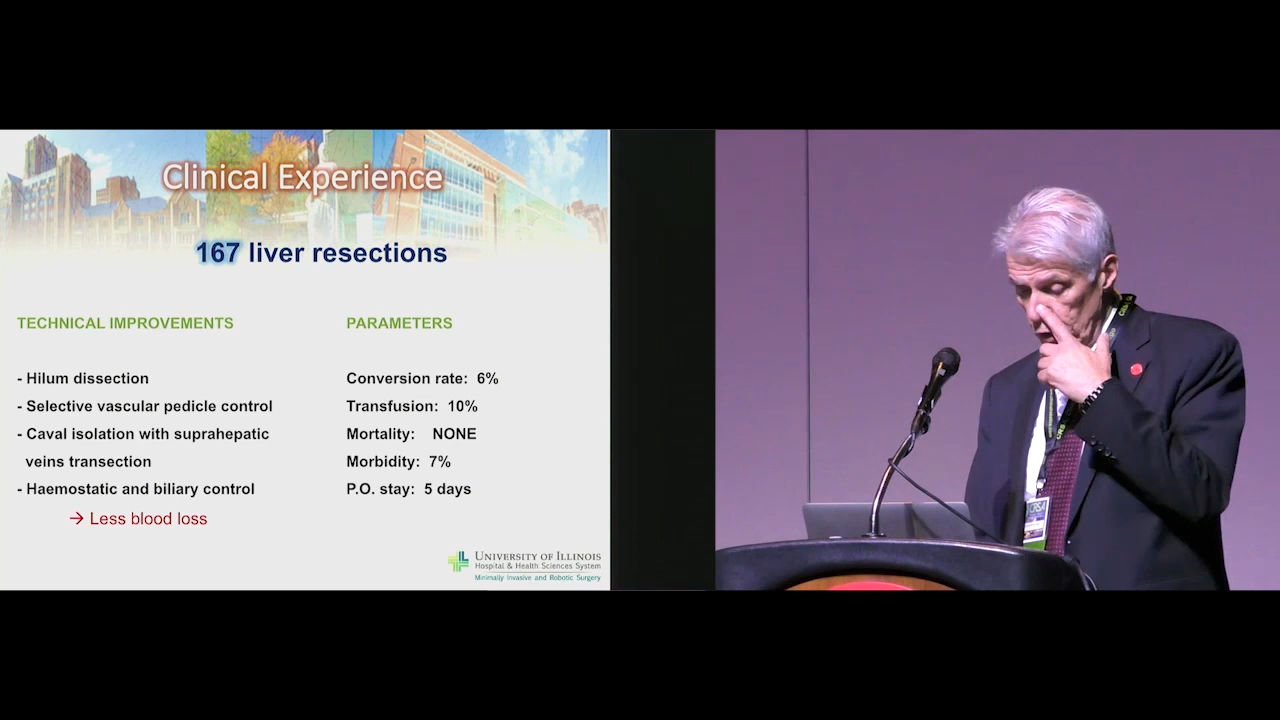 Clinical Experience
167 liver resections
TECHNICAL IMPROVEMENTS
- Hilum dissection
- Selective vascular pedicle control
- Caval isolation with suprahepatic
veins transection
- Haemostatic and biliary control
→ Less blood loss
PARAMETERS
Conversion rate: 6%
Transfusion: 10%
Mortality: NONE
Morbidity: 7%
P.O. stay: 5 days
UNIVERSITY OF ILLINOIS
Hospital & Health Sciences System
Minimally Invasive and Robotic Surgery